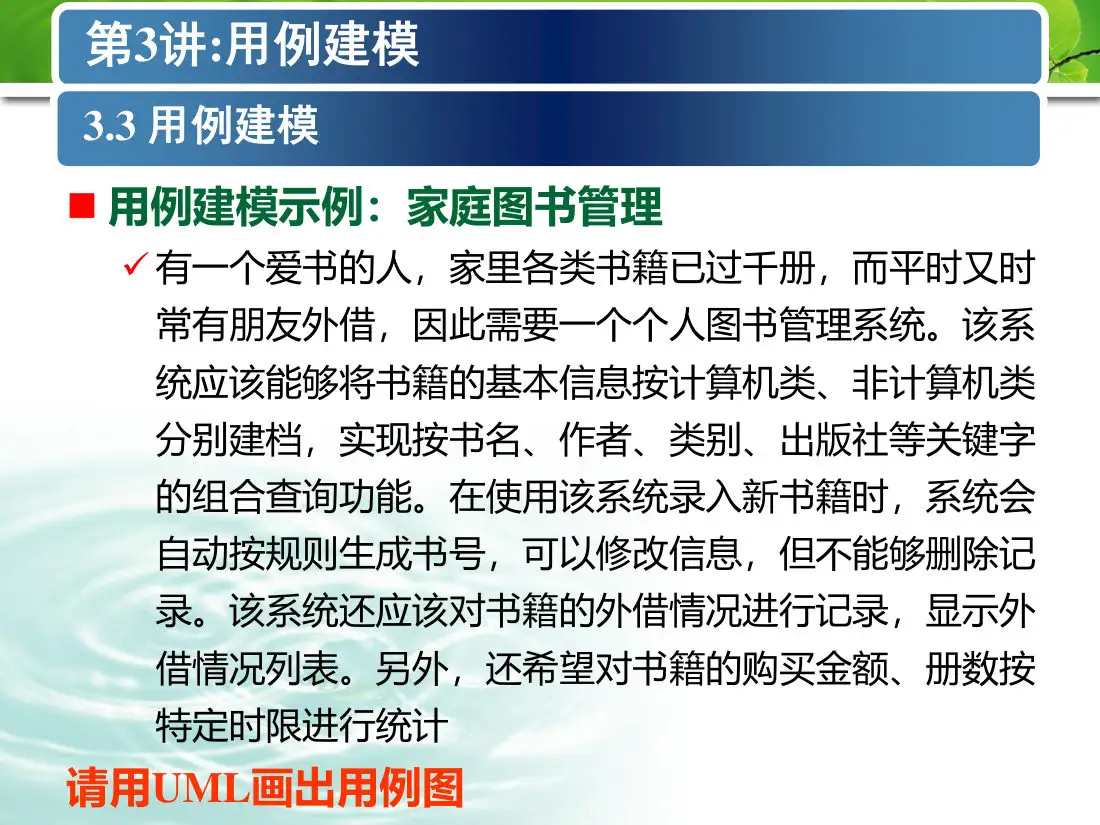 第3讲:用例建模
3.3 用例建模
用例建模示例：家庭图书管理
有一个爱书的人，家里各类书籍已过千册，而平时又时
常有朋友外借，因此需要一个个人图书管理系统。该系
统应该能够将书籍的基本信息按计算机类、非计算机类
分别建档，实现按书名、作者、类别、出版社等关键字
的组合查询功能。在使用该系统录入新书籍时，系统会
自动按规则生成书号，可以修改信息，但不能够删除记
录。该系统还应该对书籍的外借情况进行记录，显示外
借情况列表。另外，还希望对书籍的购买金额、册数按
特定时限进行统计
请用UML画出用例图